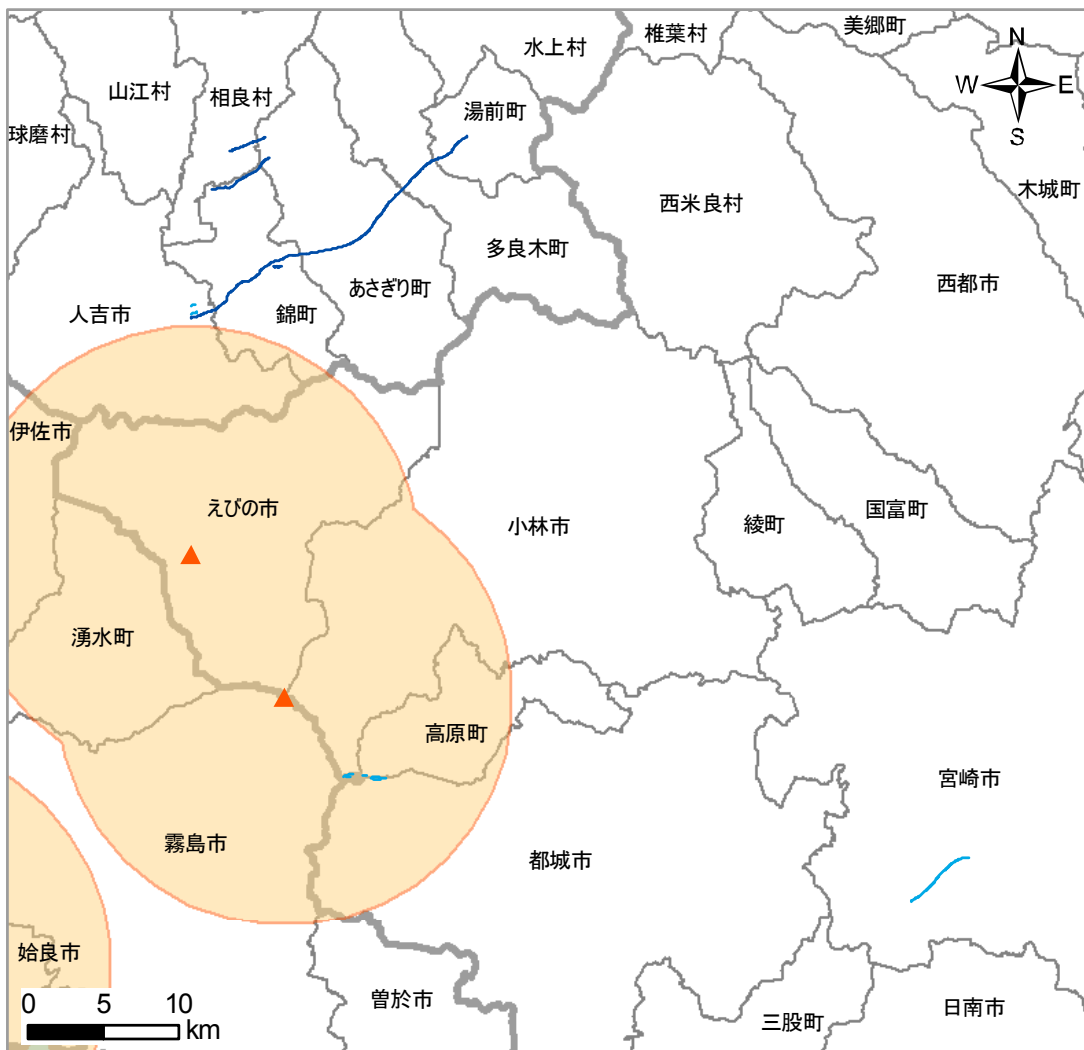 美郷町
椎葉村
水上村
N
W
E
S
山江村
相良村
湯前町
球磨村
木城町
西米良村
多良木町
西都市
あさぎり町
人吉市
錦町
伊佐市
えびの市
国富町
小林市
綾町
湧水町
高原町
宮崎市
霧島市
都城市
姶良市
曽於市
日南市
三股町
0 5 10
km